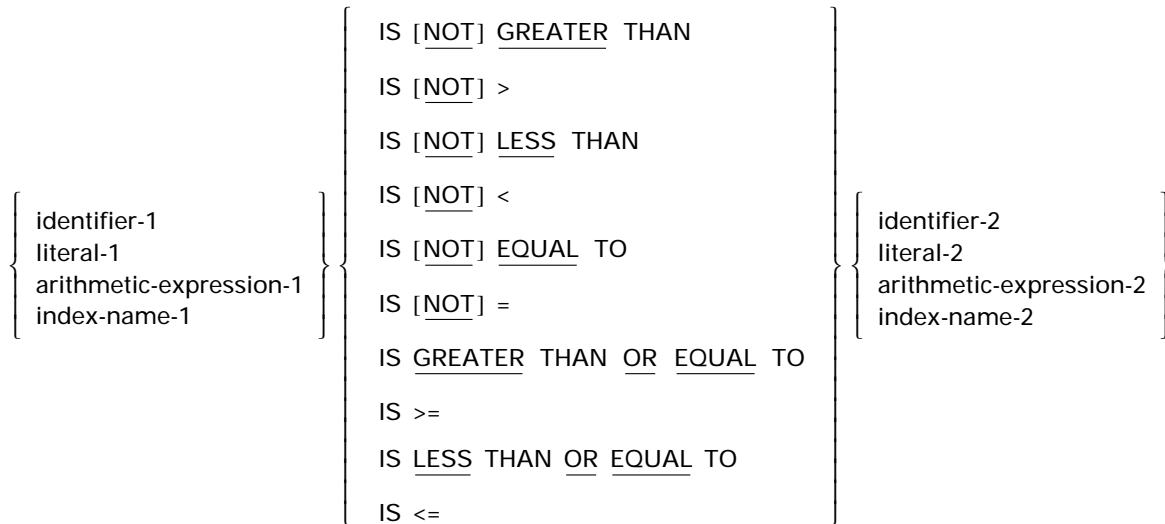 IS [NOT] GREATER THAN
IS [NOT] >
IS [NOT] LESS THAN
IS [NOT] <
identifier-1
literal-1
arithmetic-expression-1
index-name-1
IS [NOT] EQUAL TO
IS [NOT] =
IS GREATER THAN OR EQUAL TO
IS >=
IS LESS THAN OR EQUAL TO
IS <=
identifier-2
literal-2
arithmetic-expression-2
index-name-2